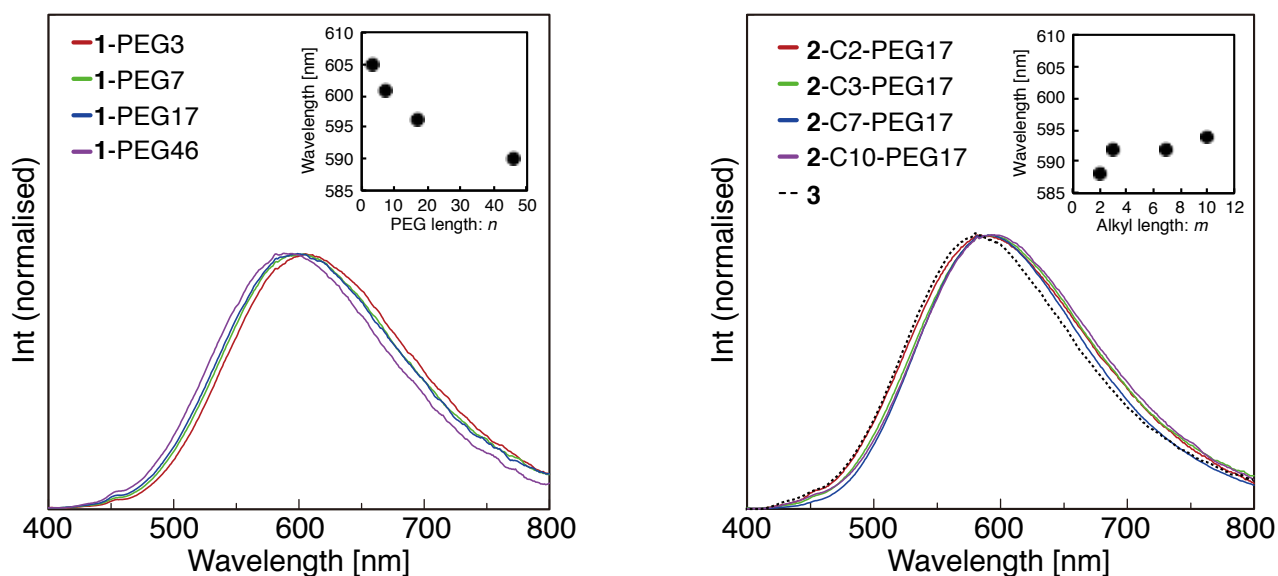 1-PEG3
1-PEG7
1-PEG17
1-PEG46
Wavelength [nm]
610
605
600
595
590
585
0 10 20 30 40 50
PEG length: n
Int (normalised)
400 500 600 700 800
Wavelength [nm]
2-C2-PEG17
2-C3-PEG17
2-C7-PEG17
2-C10-PEG17
3
Wavelength [nm]
610
605
600
595
590
585
0 2 4 6 8 10 12
Alkyl length: m
Int (normalised)
400 500 600 700 800
Wavelength [nm]